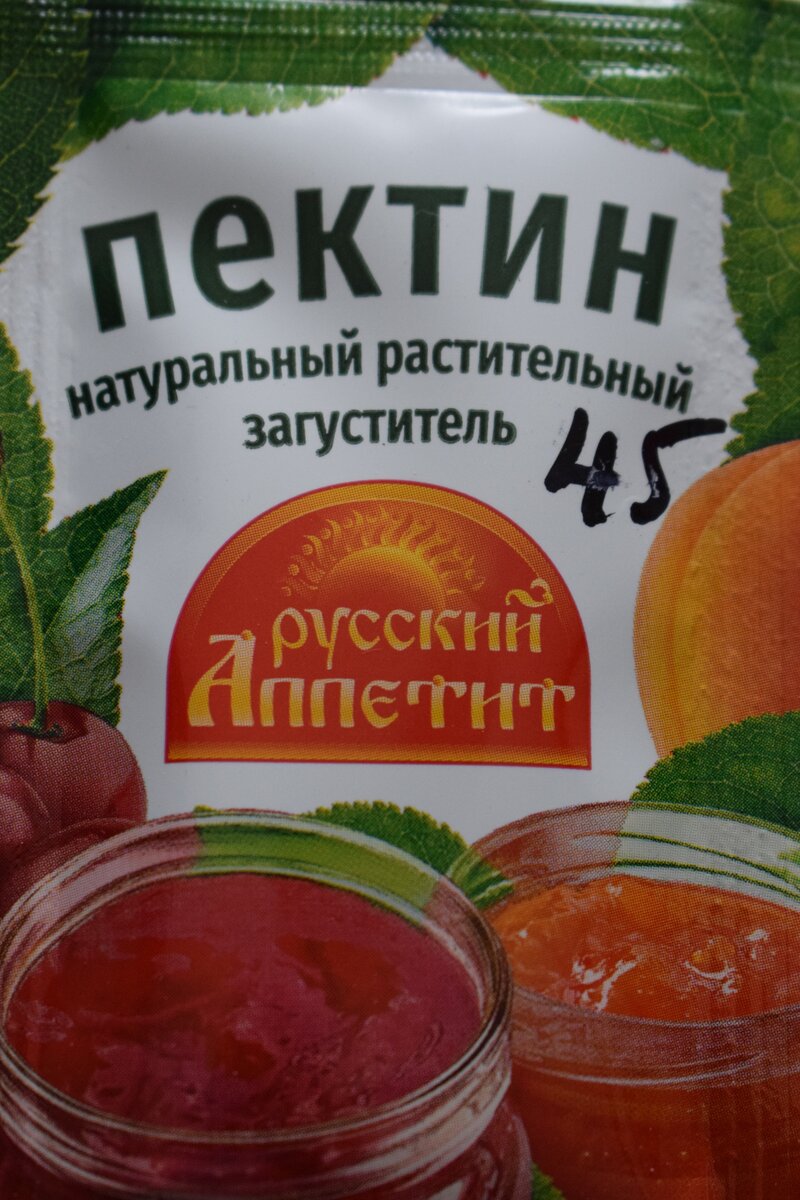 пектин
натуральный растительный
загуститель
45
русский
Аппетит